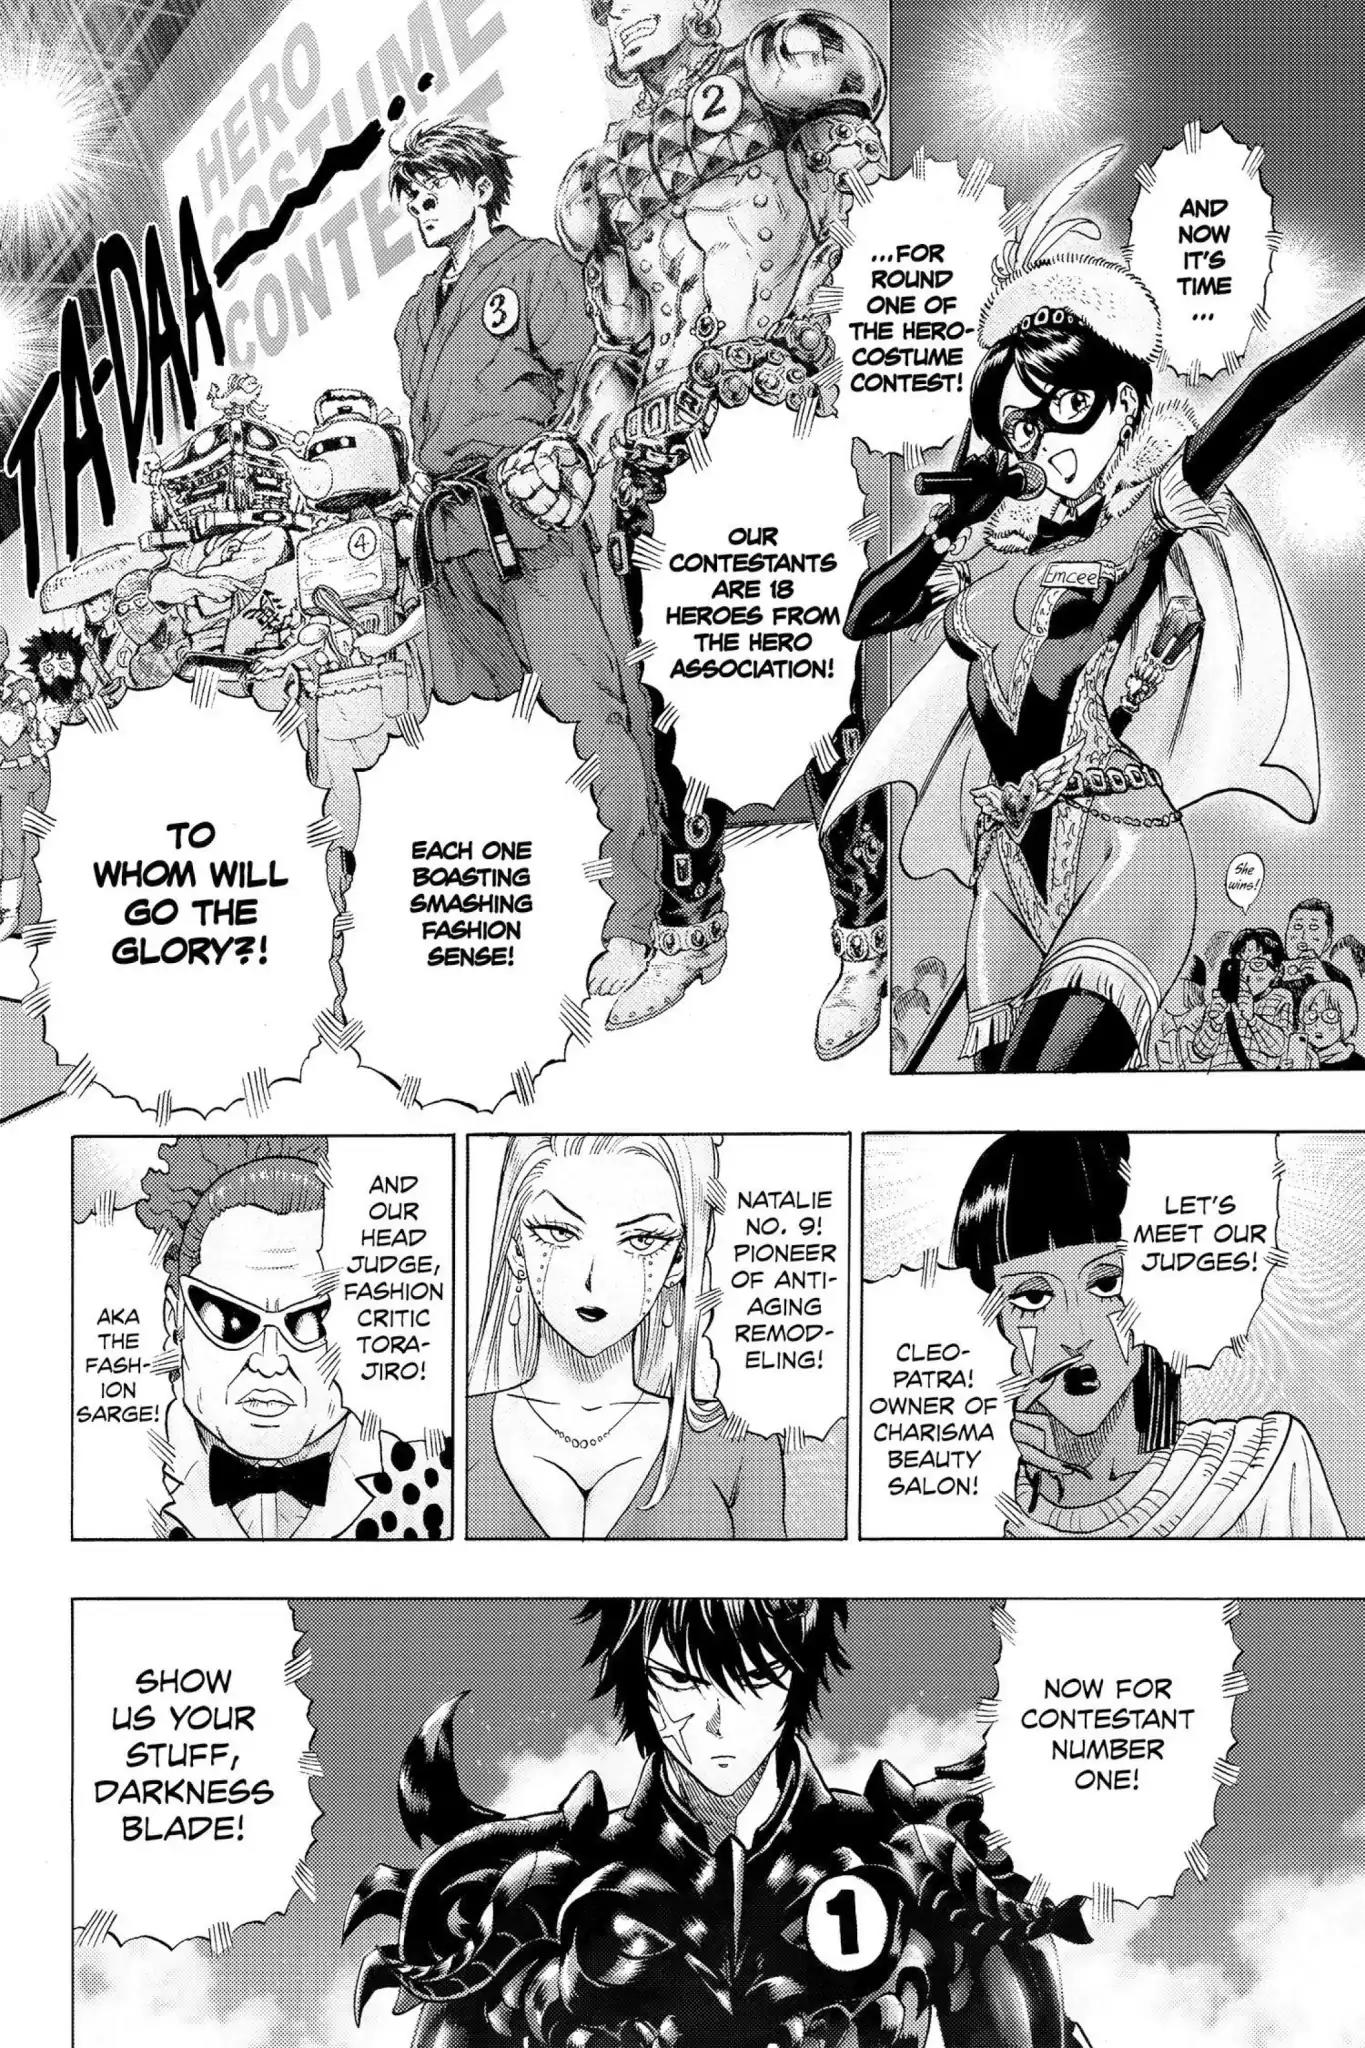 AND
NOW
IT'S
TIME
...
...FOR
ROUND
ONE OF
THE HERO-
COSTUME
CONTEST!
Emcee
She
wins!
HERO
COSTUME
CONTEST
TA-DAA
2
3
4
OUR
CONTESTANTS
ARE 18
HEROES FROM
THE HERO
ASSOCIATION!
EACH ONE
BOASTING
SMASHING
FASHION
SENSE!
TO
WHOM WILL
GO THE
GLORY?!
LET'S
MEET OUR
JUDGES!
CLEO-
PATRA!
OWNER OF
CHARISMA
BEAUTY
SALON!
NATALIE
NO. 9!
PIONEER
OF ANTI-
AGING
REMOD-
ELING!
AND
OUR
HEAD
JUDGE,
FASHION
CRITIC
TORA-
JIRO!
AKA
THE
FASH-
ION
SARGE!
NOW FOR
CONTESTANT
NUMBER
ONE!
1
SHOW
US YOUR
STUFF,
DARKNESS
BLADE!